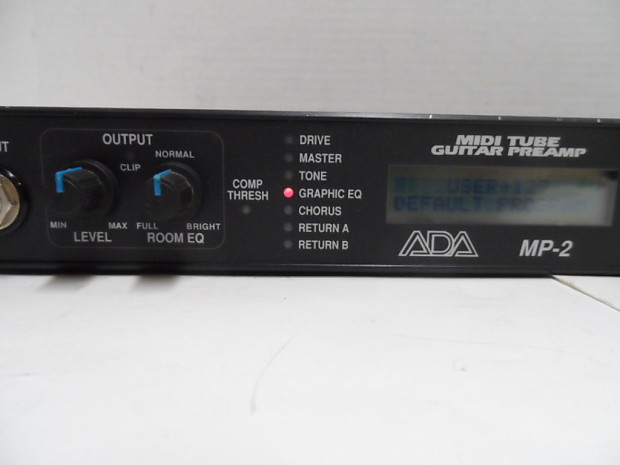 OUTPUT
NORMAL
CLIP
MIN
MAX
FULL
BRIGHT
LEVEL
ROOM EQ
COMP
THRESH
DRIVE
MASTER
TONE
GRAPHIC EQ
CHORUS
RETURN A
RETURN B
MIDI TUBE
GUITAR PREAMP
DEFAULT
ADA
MP-2